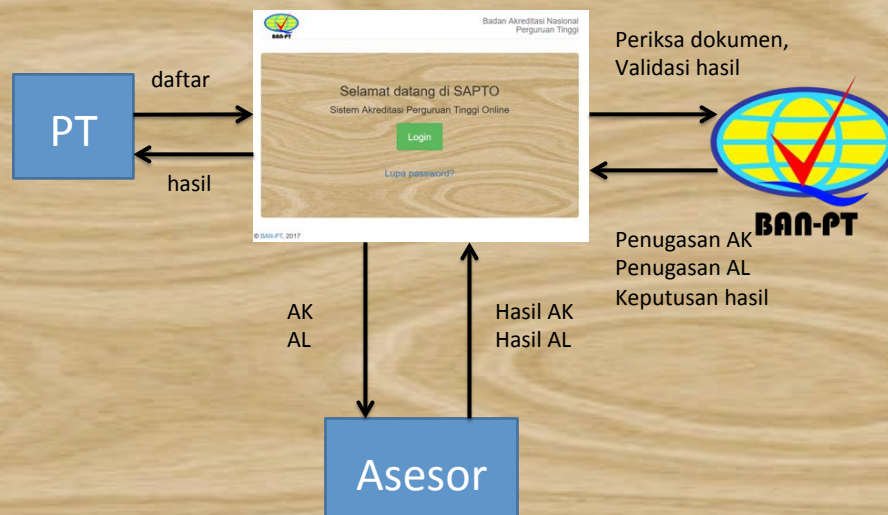 BAN-PT
Badan Akreditasi Nasional
Perguruan Tinggi
Selamat datang di SAPTO
Sistem Akreditasi Perguruan Tinggi Online
Login
Lupa password?
© BAN-PT, 2017
PT
daftar
hasil
Periksa dokumen,
Validasi hasil
BAN-PT
Penugasan AK
Penugasan AL
Keputusan hasil
AK
AL
Hasil AK
Hasil AL
Asesor